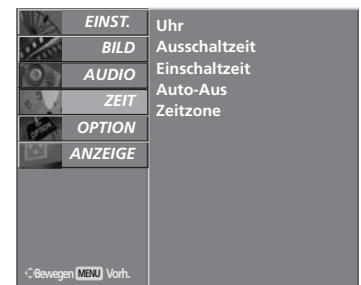 EINST.
BILD
AUDIO
ZEIT
OPTION
ANZEIGE
Uhr
Ausschaltzeit
Einschaltzeit
Auto-Aus
Zeitzone
Bewegen MENU Vorh.